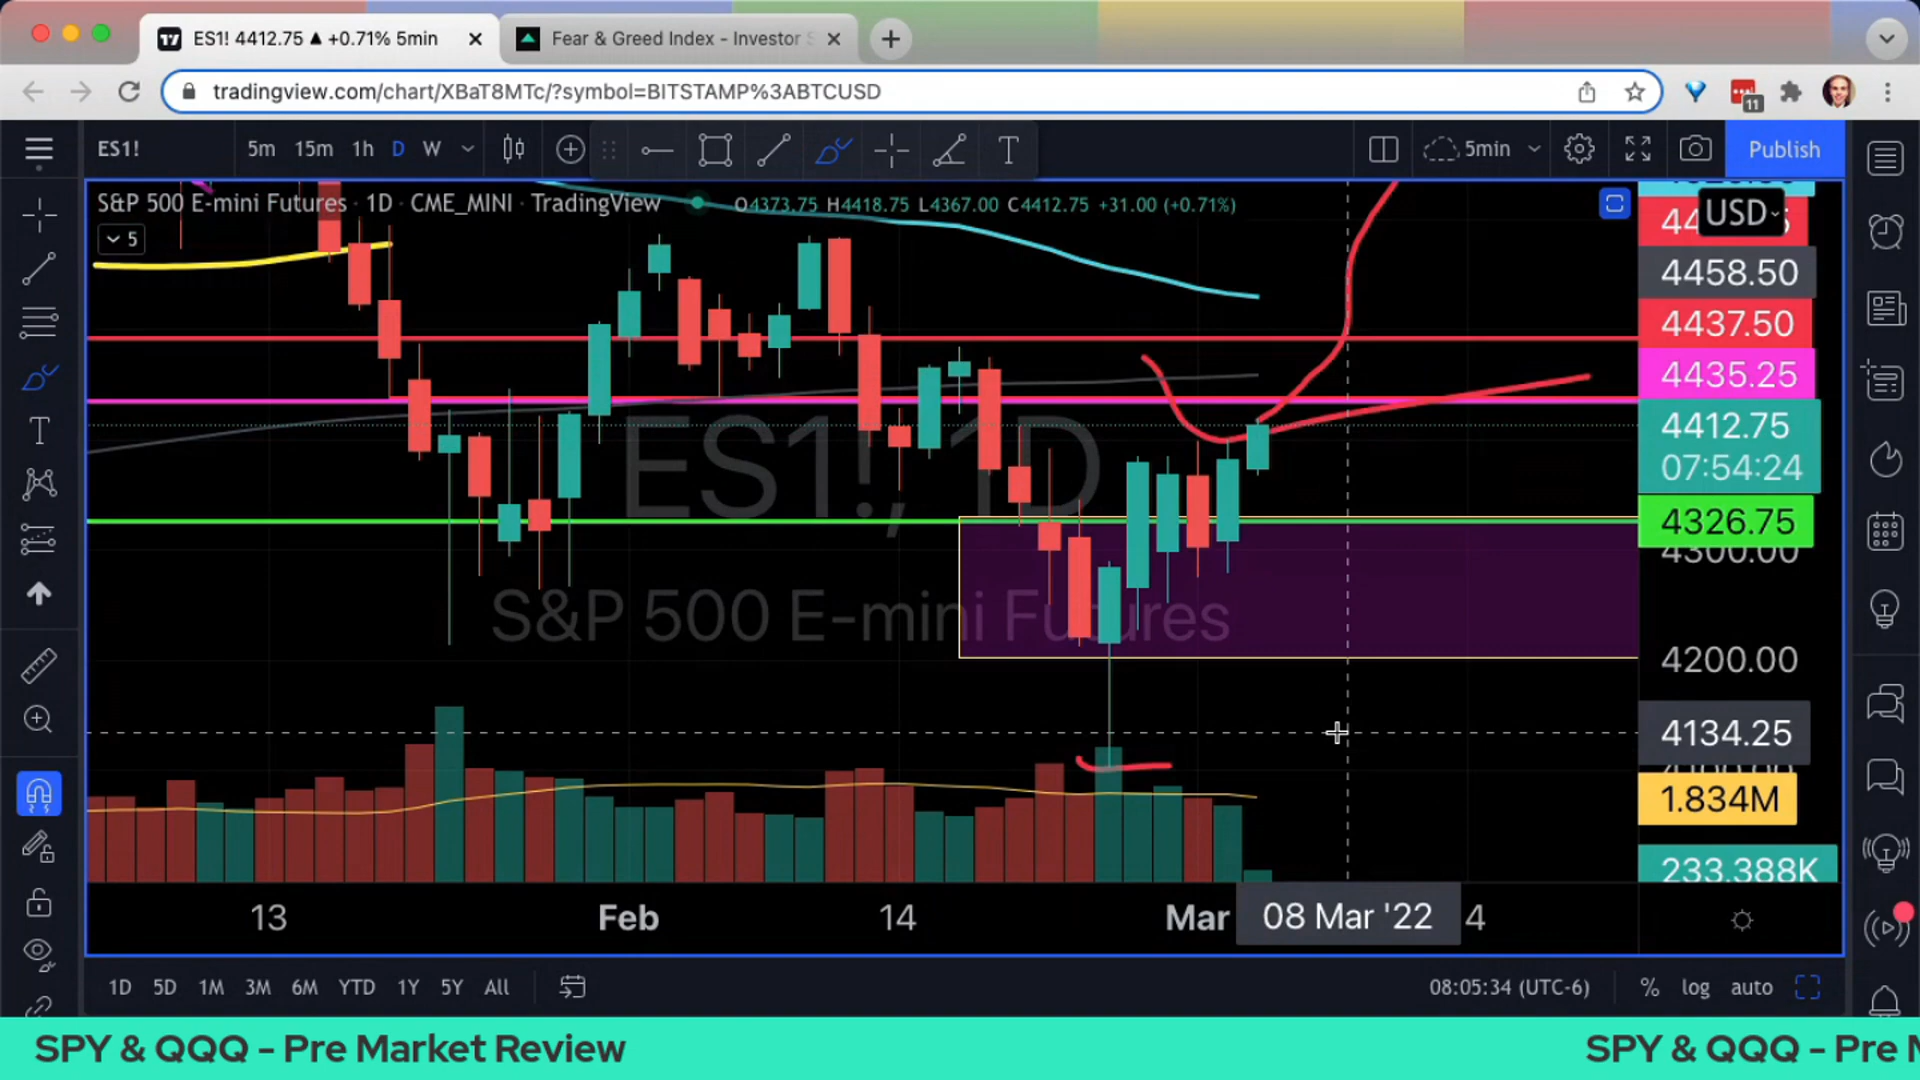 ES1! 4412.75 ▲ +0.71% 5min
Fear & Greed Index - Investor S
tradingview.com/chart/XBaT8MTc/?symbol=BITSTAMP%3ABTCUSD
11
ES1! 5m 15m 1h D W
5min
Publish
S&P 500 E-mini Futures · 1D · CME_MINI · TradingView O4373.75 H4418.75 L4367.00 C4412.75 +31.00 (+0.71%)
5
USD
4458.50
4437.50
4435.25
4412.75
07:54:24
4326.75
4300.00
4200.00
4134.25
1.834M
233.388K
ES1!, 1D
S&P 500 E-mini Futures
13 Feb 14 Mar 08 Mar '22 4
1D 5D 1M 3M 6M YTD 1Y 5Y All
08:05:34 (UTC-6) % log auto
SPY & QQQ - Pre Market Review
SPY & QQQ - Pre